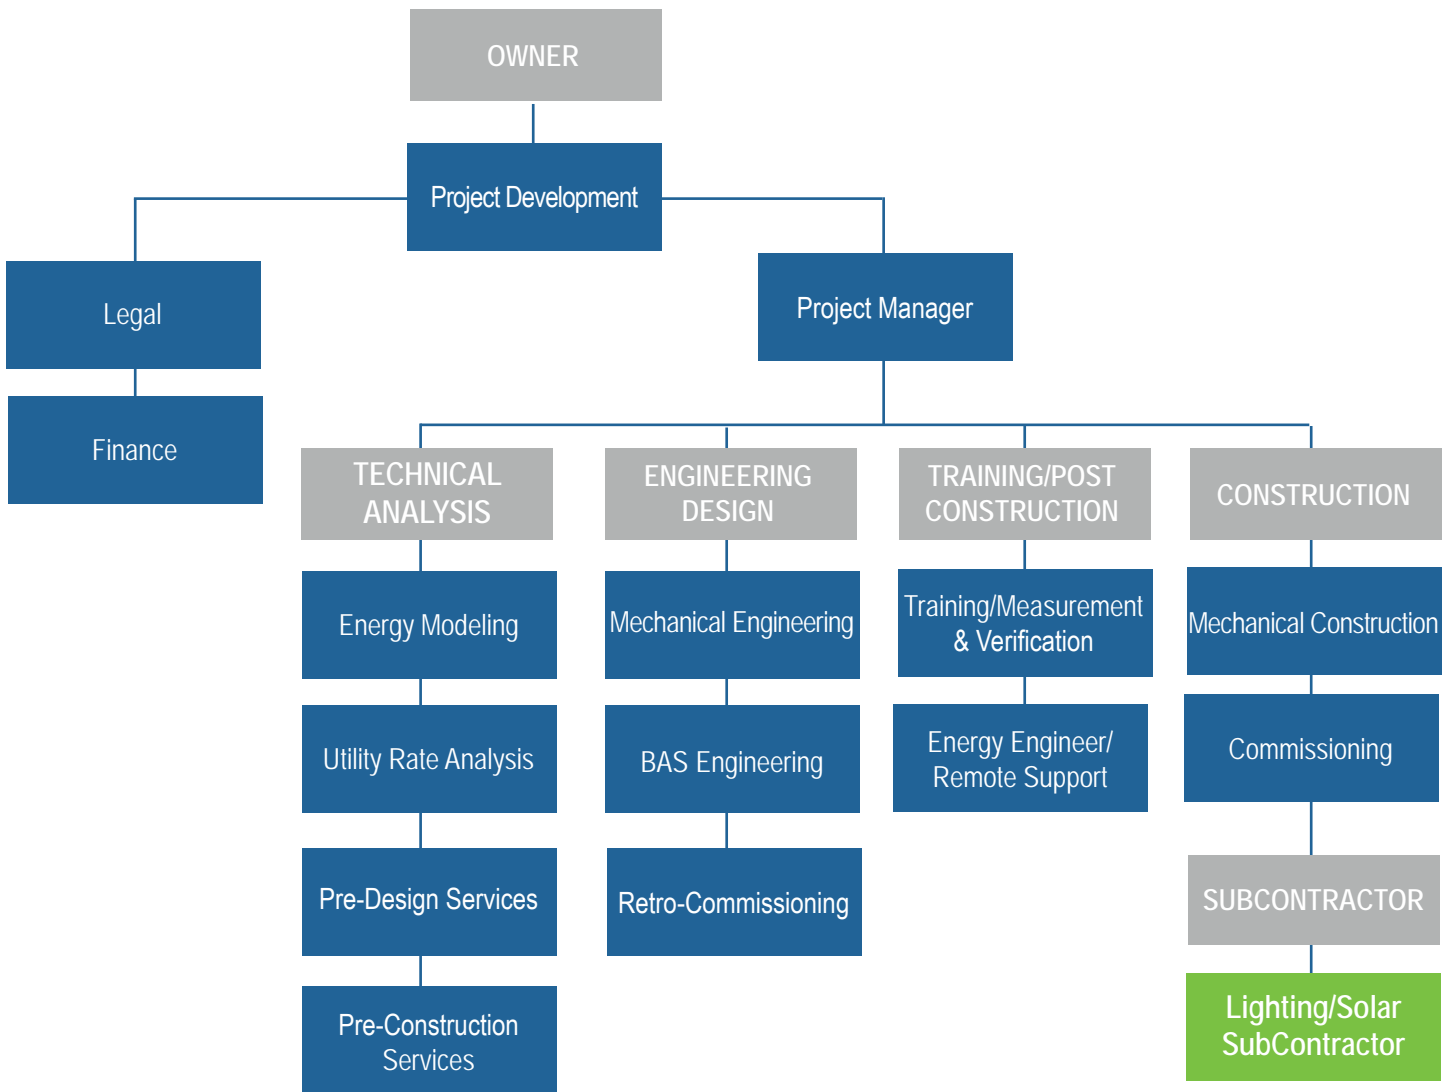 OWNER
Project Development
Legal
Project Manager
Finance
TECHNICAL
ANALYSIS
Energy Modeling
Utility Rate Analysis
Pre-Design Services
Pre-Construction
Services
ENGINEERING
DESIGN
Mechanical Engineering
BAS Engineering
Retro-Commissioning
TRAINING/POST
CONSTRUCTION
Training/Measurement
& Verification
Energy Engineer/
Remote Support
CONSTRUCTION
Mechanical Construction
Commissioning
SUBCONTRACTOR
Lighting/Solar
SubContractor